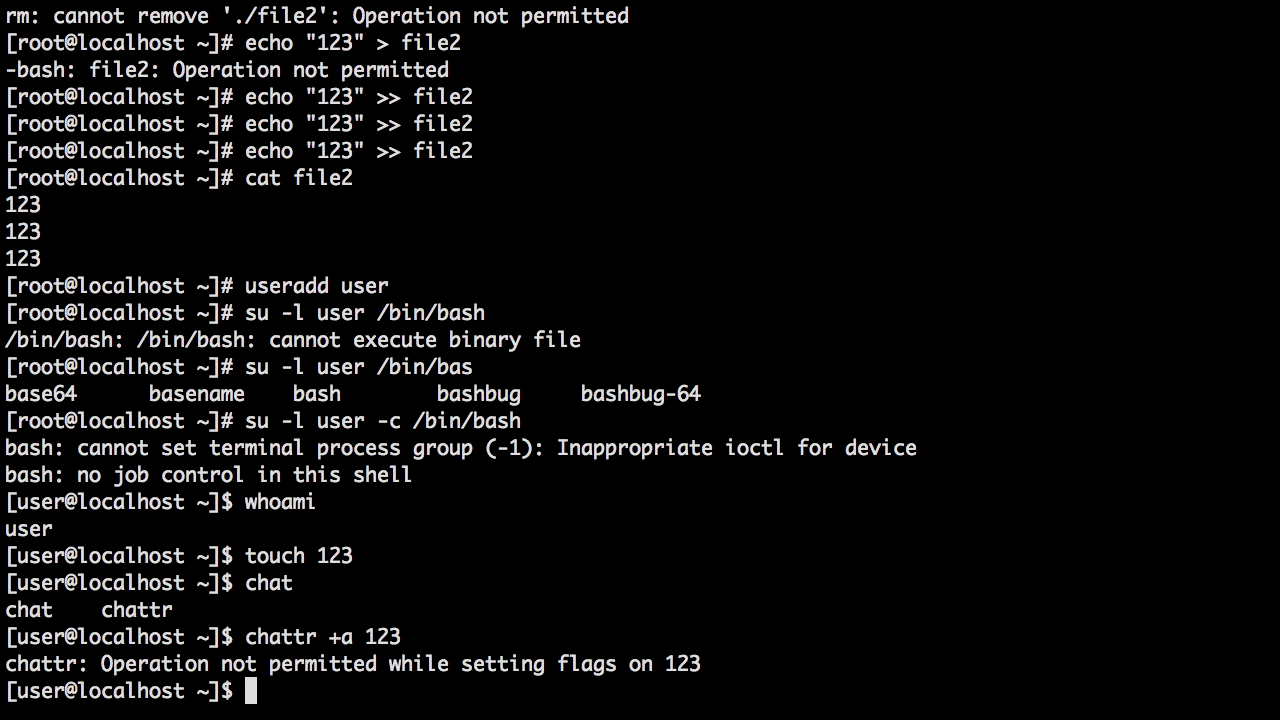 rm: cannot remove './file2': Operation not permitted
[root@localhost ~]# echo "123" > file2
-bash: file2: Operation not permitted
[root@localhost ~]# echo "123" >> file2
[root@localhost ~]# echo "123" >> file2
[root@localhost ~]# echo "123" >> file2
[root@localhost ~]# cat file2
123
123
123
[root@localhost ~]# useradd user
[root@localhost ~]# su -l user /bin/bash
/bin/bash: /bin/bash: cannot execute binary file
[root@localhost ~]# su -l user /bin/bas
base64      basename    bash        bashbug     bashbug-64
[root@localhost ~]# su -l user -c /bin/bash
bash: cannot set terminal process group (-1): Inappropriate ioctl for device
bash: no job control in this shell
[user@localhost ~]$ whoami
user
[user@localhost ~]$ touch 123
[user@localhost ~]$ chat
chat    chattr
[user@localhost ~]$ chattr +a 123
chattr: Operation not permitted while setting flags on 123
[user@localhost ~]$